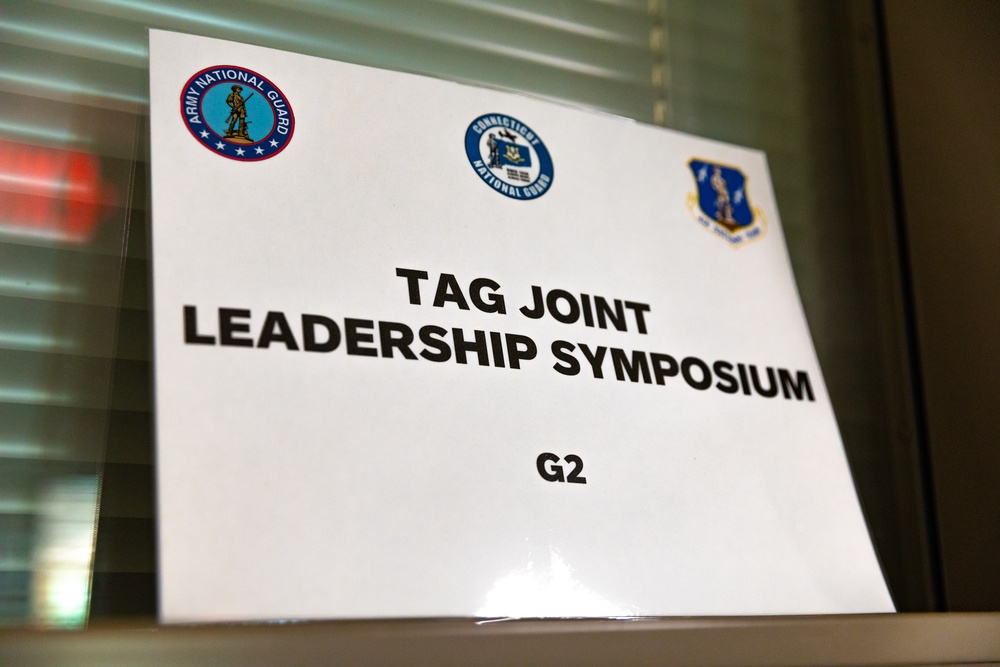 ARMY NATIONAL GUARD
CONNECTICUT
NATIONAL GUARD
TAG JOINT
LEADERSHIP SYMPOSIUM
G2